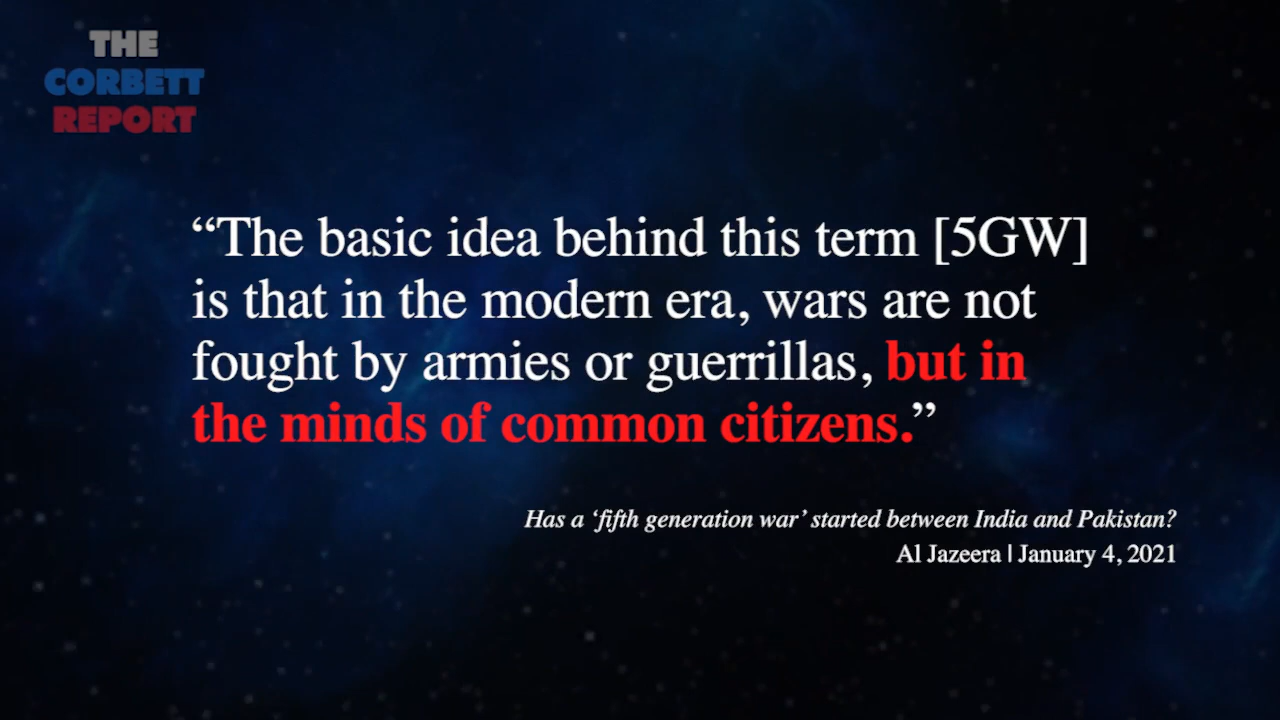 THE
CORBETT
REPORT
“The basic idea behind this term [5GW]
is that in the modern era, wars are not
fought by armies or guerrillas, but in
the minds of common citizens.”
Has a ‘fifth generation war’ started between India and Pakistan?
Al Jazeera | January 4, 2021